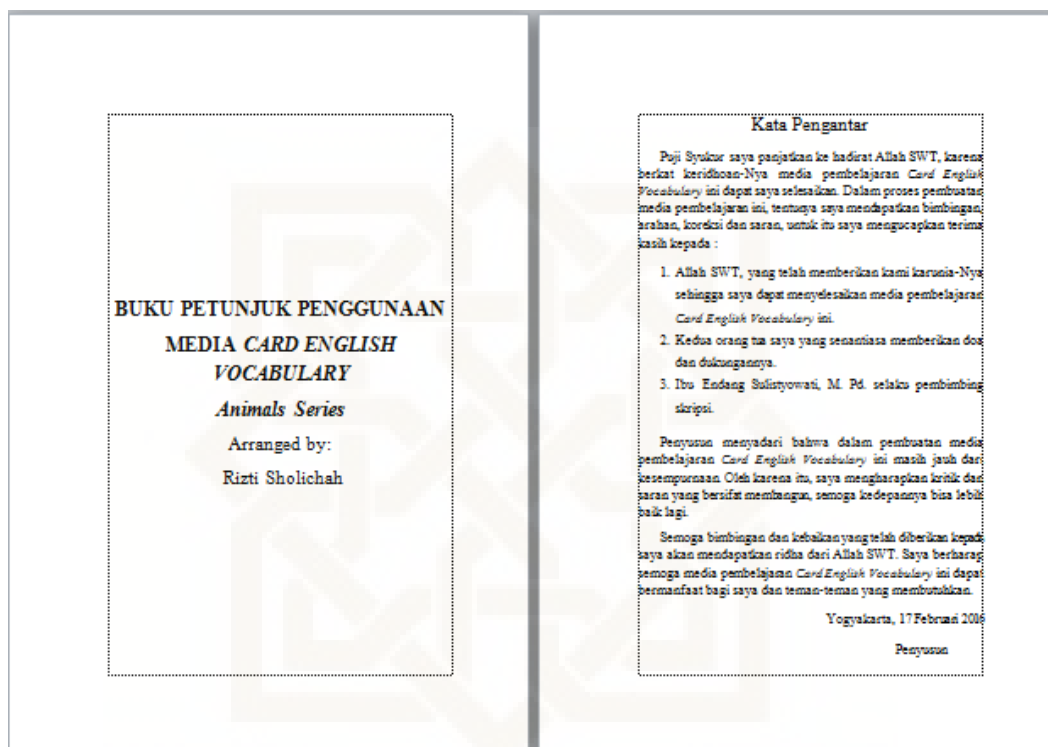 BUKU PETUNJUK PENGGUNAAN
MEDIA CARD ENGLISH
VOCABULARY
Animals Series
Arranged by:
Rizti Sholichah
Kata Pengantar
Puji Syukur saya panjatkan ke hadirat Allah SWT, karena
berkat keridhoan-Nya media pembelajaran Card English
Vocabulary ini dapat saya selesaikan. Dalam proses pembuatan
media pembelajaran ini, tentunya saya mendapatkan bimbingan,
arahan, koreksi dan saran, untuk itu saya mengucapkan terima
kasih kepada :
1. Allah SWT, yang telah memberikan kami karunia-Nya
sehingga saya dapat menyelesaikan media pembelajaran
Card English Vocabulary ini.
2. Kedua orang tua saya yang senantiasa memberikan doa
dan dukungannya.
3. Ibu Endang Sulistyowati, M. Pd. selaku pembimbing
skripsi.
Penyusun menyadari bahwa dalam pembuatan media
pembelajaran Card English Vocabulary ini masih jauh dari
kesempurnaan. Oleh karena itu, saya mengharapkan kritik dan
saran yang bersifat membangun, semoga kedepannya bisa lebih
baik lagi.
Semoga bimbingan dan kebaikan yang telah diberikan kepada
saya akan mendapatkan ridha dari Allah SWT. Saya berharap
semoga media pembelajaran Card English Vocabulary ini dapat
bermanfaat bagi saya dan teman-teman yang membutuhkan.
Yogyakarta, 17 Februari 2016
Penyusun